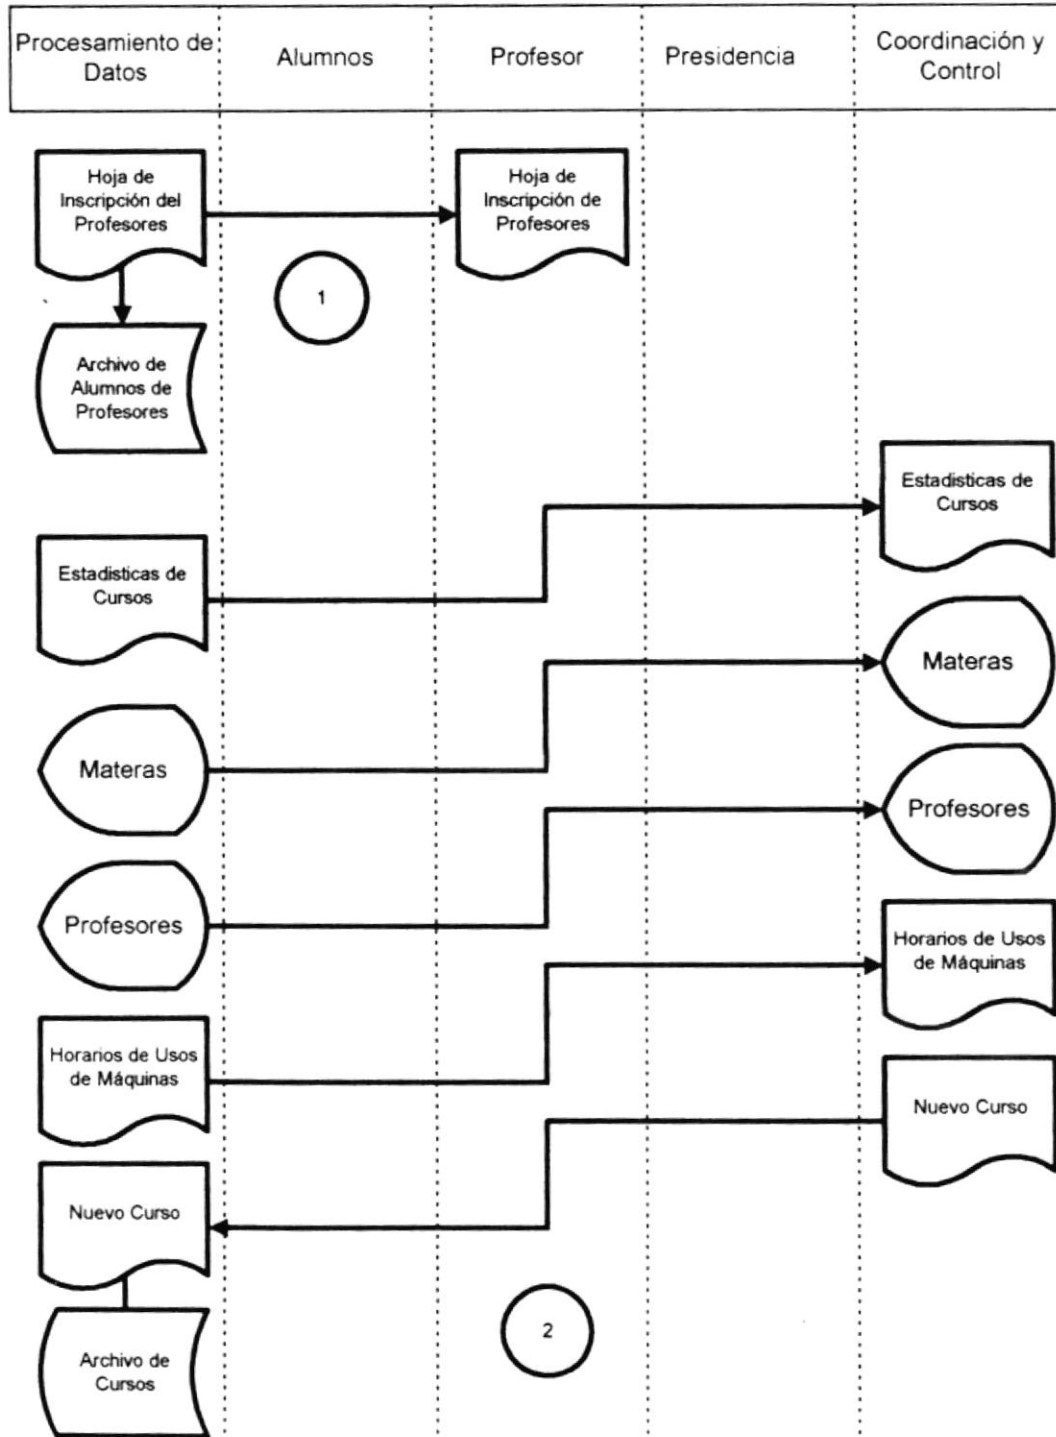 Procesamiento de
Datos
Alumnos
Profesor
Presidencia
Coordinación y
Control
Hoja de
Inscripción del
Profesores
Hoja de
Inscripción de
Profesores
1
Archivo de
Alumnos de
Profesores
Estadisticas de
Cursos
Estadisticas de
Cursos
Materas
Materas
Profesores
Profesores
Horarios de Usos
de Máquinas
Horarios de Usos
de Máquinas
Nuevo Curso
Nuevo Curso
2
Archivo de
Cursos